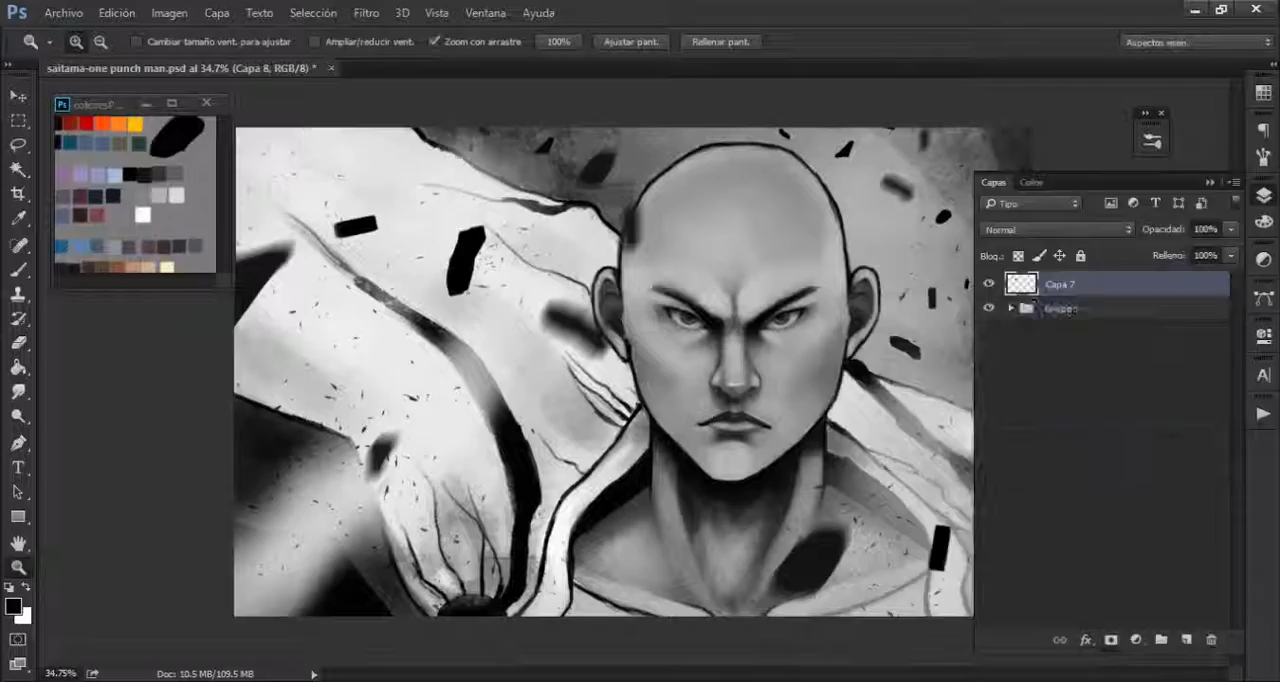 Ps Archivo Edición Imagen Capa Texto Selección Filtro 3D Vista Ventana Ayuda
Cambiar tamaño vent. para ajustar Ampliar/reducir vent. Zoom con arrastre 100% Ajustar pant. Rellenar pant. Aspectos esen.
saitama-one punch man.psd al 34.7% (Capa 8, RGB/8) *
Ps
Capas Color
Tipo
Normal Opacidad: 100%
Bloq.: Relleno: 100%
Capa 7
34.75% Doc: 10.5 MB/109.5 MB